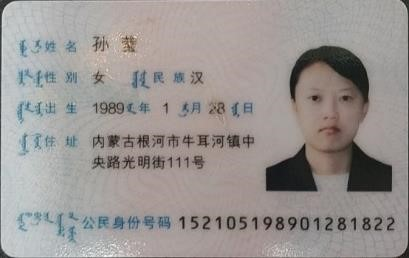 姓名 孙莹
性别 女 民族 汉
出生 1989 年 1 月 28 日
住址 内蒙古根河市牛耳河镇中
央路光明街111号
公民身份号码 152105198901281822